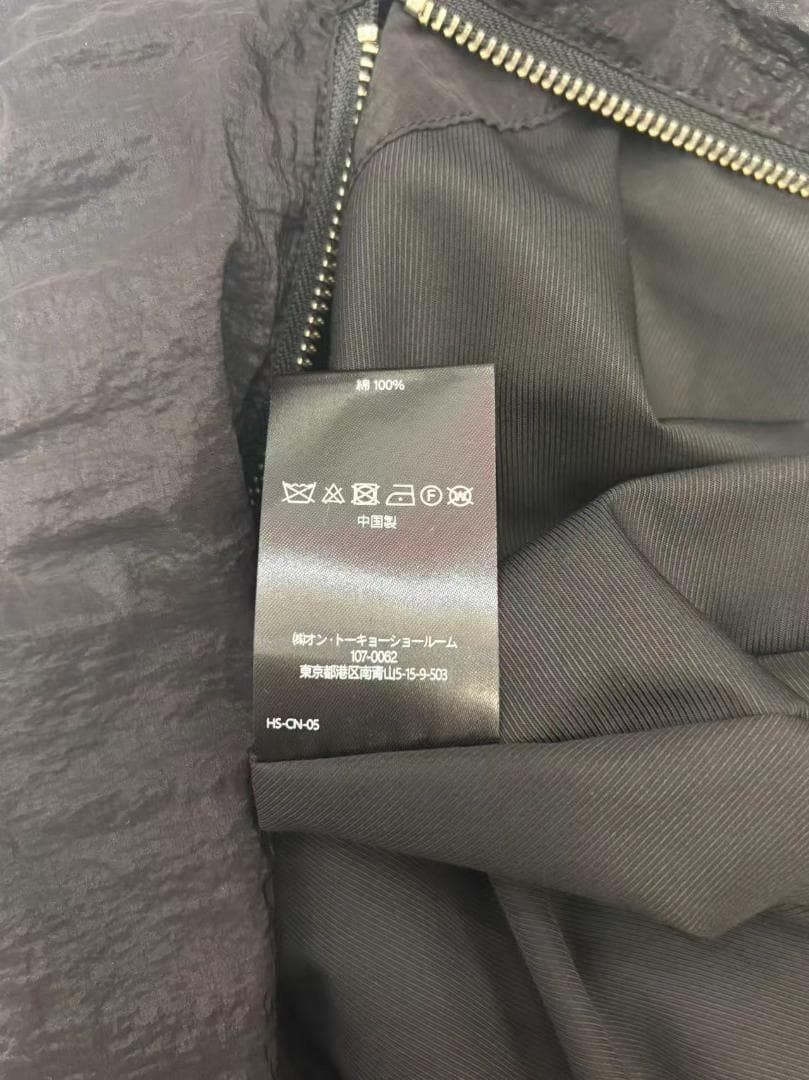 綿 100%
F W
中国製
㈱オン・トーキョーショールーム
107-0062
東京都港区南青山5-15-9-503
HS-CN-05